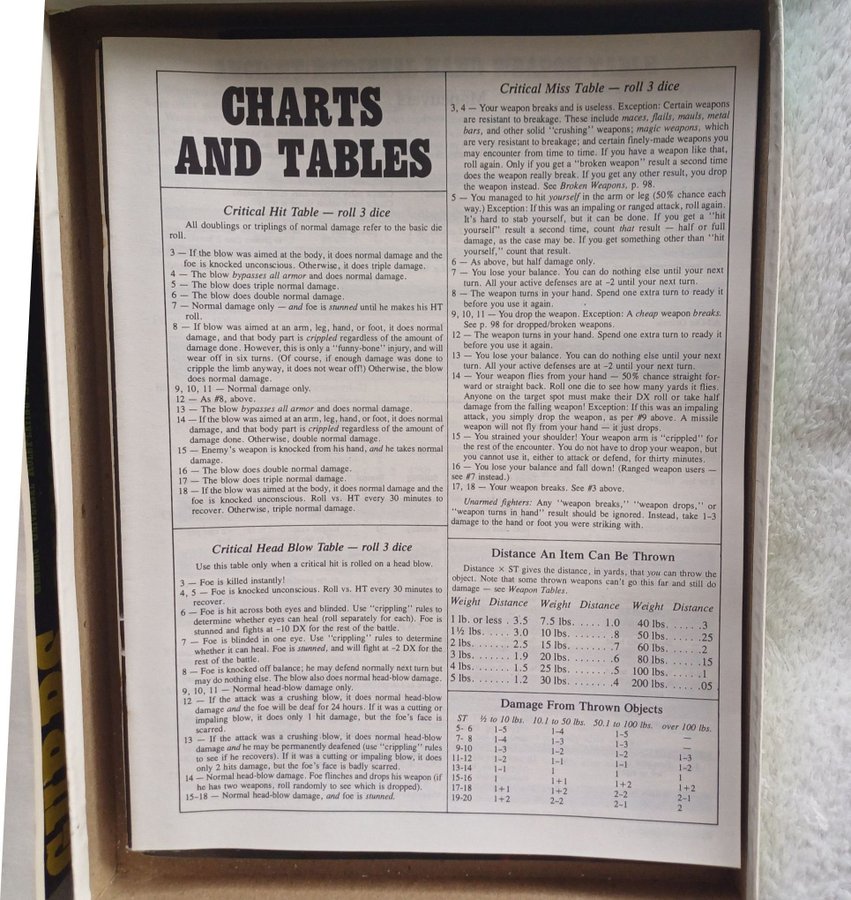 CHARTS
AND TABLES
Critical Hit Table — roll 3 dice
All doublings or triplings of normal damage refer to the basic die
roll.
3 — If the blow was aimed at the body, it does normal damage and the
foe is knocked unconscious. Otherwise, it does triple damage.
4 — The blow bypasses all armor and does normal damage.
5 — The blow does triple normal damage.
6 — The blow does double normal damage.
7 — Normal damage only — and foe is stunned until he makes his HT
roll.
8 — If blow was aimed at an arm, leg, hand, or foot, it does normal
damage, and that body part is crippled regardless of the amount of
damage done. However, this is only a "funny-bone" injury, and will
wear off in six turns. (Of course, if enough damage was done to
cripple the limb anyway, it does not wear off!) Otherwise, the blow
does normal damage.
9, 10, 11 — Normal damage only.
12 — As #8, above.
13 — The blow bypasses all armor and does normal damage.
14 — If the blow was aimed at an arm, leg, hand, or foot, it does normal
damage, and that body part is crippled regardless of the amount of
damage done. Otherwise, double normal damage.
15 — Enemy's weapon is knocked from his hand, and he takes normal
damage.
16 — The blow does double normal damage.
17 — The blow does triple normal damage.
18 — If the blow was aimed at the body, it does normal damage and the
foe is knocked unconscious. Roll vs. HT every 30 minutes to
recover. Otherwise, triple normal damage.
Critical Head Blow Table — roll 3 dice
Use this table only when a critical hit is rolled on a head blow.
3 — Foe is killed instantly!
4, 5 — Foe is knocked unconscious. Roll vs. HT every 30 minutes to
recover.
6 — Foe is hit across both eyes and blinded. Use "crippling" rules to
determine whether eyes can heal (roll separately for each). Foe is
stunned and fights at -10 DX for the rest of the battle.
7 — Foe is blinded in one eye. Use "crippling" rules to determine
whether it can heal. Foe is stunned, and will fight at -2 DX for the
rest of the battle.
8 — Foe is knocked off balance; he may defend normally next turn but
may do nothing else. The blow also does normal head-blow damage.
9, 10, 11 — Normal head-blow damage only.
12 — If the attack was a crushing blow, it does normal head-blow
damage and the foe will be deaf for 24 hours. If it was a cutting or
impaling blow, it does only 1 hit damage, but the foe's face is
scarred.
13 — If the attack was a crushing blow, it does normal head-blow
damage and he may be permanently deafened (use "crippling" rules
to see if he recovers). If it was a cutting or impaling blow, it does
only 2 hits damage, but the foe's face is badly scarred.
14 — Normal head-blow damage. Foe flinches and drops his weapon (if
he has two weapons, roll randomly to see which is dropped).
15-18 — Normal head-blow damage, and foe is stunned.
Critical Miss Table — roll 3 dice
3, 4 — Your weapon breaks and is useless. Exception: Certain weapons
are resistant to breakage. These include maces, flails, mauls, metal
bars, and other solid "crushing" weapons; magic weapons, which
are very resistant to breakage; and certain finely-made weapons you
may encounter from time to time. If you have a weapon like that,
roll again. Only if you get a "broken weapon" result a second time
does the weapon really break. If you get any other result, you drop
the weapon instead. See Broken Weapons, p. 98.
5 — You managed to hit yourself in the arm or leg (50% chance each
way.) Exception: If this was an impaling or ranged attack, roll again.
It's hard to stab yourself, but it can be done. If you get a "hit
yourself" result a second time, count that result — half or full
damage, as the case may be. If you get something other than "hit
yourself," count that result.
6 — As above, but half damage only.
7 — You lose your balance. You can do nothing else until your next
turn. All your active defenses are at -2 until your next turn.
8 — The weapon turns in your hand. Spend one extra turn to ready it
before you use it again.
9, 10, 11 — You drop the weapon. Exception: A cheap weapon breaks.
See p. 98 for dropped/broken weapons.
12 — The weapon turns in your hand. Spend one extra turn to ready it
before you use it again.
13 — You lose your balance. You can do nothing else until your next
turn. All your active defenses are at -2 until your next turn.
14 — Your weapon flies from your hand — 50% chance straight for-
ward or straight back. Roll one die to see how many yards it flies.
Anyone on the target spot must make their DX roll or take half
damage from the falling weapon! Exception: If this was an impaling
attack, you simply drop the weapon, as per #9 above. A missile
weapon will not fly from your hand — it just drops.
15 — You strained your shoulder! Your weapon arm is "crippled" for
the rest of the encounter. You do not have to drop your weapon, but
you cannot use it, either to attack or defend, for thirty minutes.
16 — You lose your balance and fall down! (Ranged weapon users —
see #7 instead.)
17, 18 — Your weapon breaks. See #3 above.
Unarmed fighters: Any "weapon breaks," "weapon drops," or
"weapon turns in hand" result should be ignored. Instead, take 1-3
damage to the hand or foot you were striking with.
Distance An Item Can Be Thrown
Distance × ST gives the distance, in yards, that you can throw the
object. Note that some thrown weapons can't go this far and still do
damage — see Weapon Tables.
Weight Distance Weight Distance Weight Distance
1 lb. or less . 3.5 7.5 lbs. .... 1.0 40 lbs. ...... .3
1½ lbs. .... 3.0 10 lbs. ...... .8 50 lbs. ..... .25
2 lbs. ..... 2.5 15 lbs. ...... .7 60 lbs. ...... .2
3 lbs. ..... 1.9 20 lbs. ...... .6 80 lbs. ..... .15
4 lbs. ..... 1.5 25 lbs. ...... .5 100 lbs. ..... .1
5 lbs. ..... 1.2 30 lbs. ...... .4 200 lbs. .... .05
Damage From Thrown Objects
ST ½ to 10 lbs. 10.1 to 50 lbs. 50.1 to 100 lbs. over 100 lbs.
5- 6 1-5 1-4 1-5 —
7- 8 1-4 1-3 1-3 —
9-10 1-3 1-2 1-2 1-3
11-12 1-2 1-1 1-1 1-2
13-14 1-1 1 1 1
15-16 1 1+1 1+2 1+2
17-18 1+1 1+2 2-2 2-1
19-20 1+2 2-2 2-1 2
GURPS